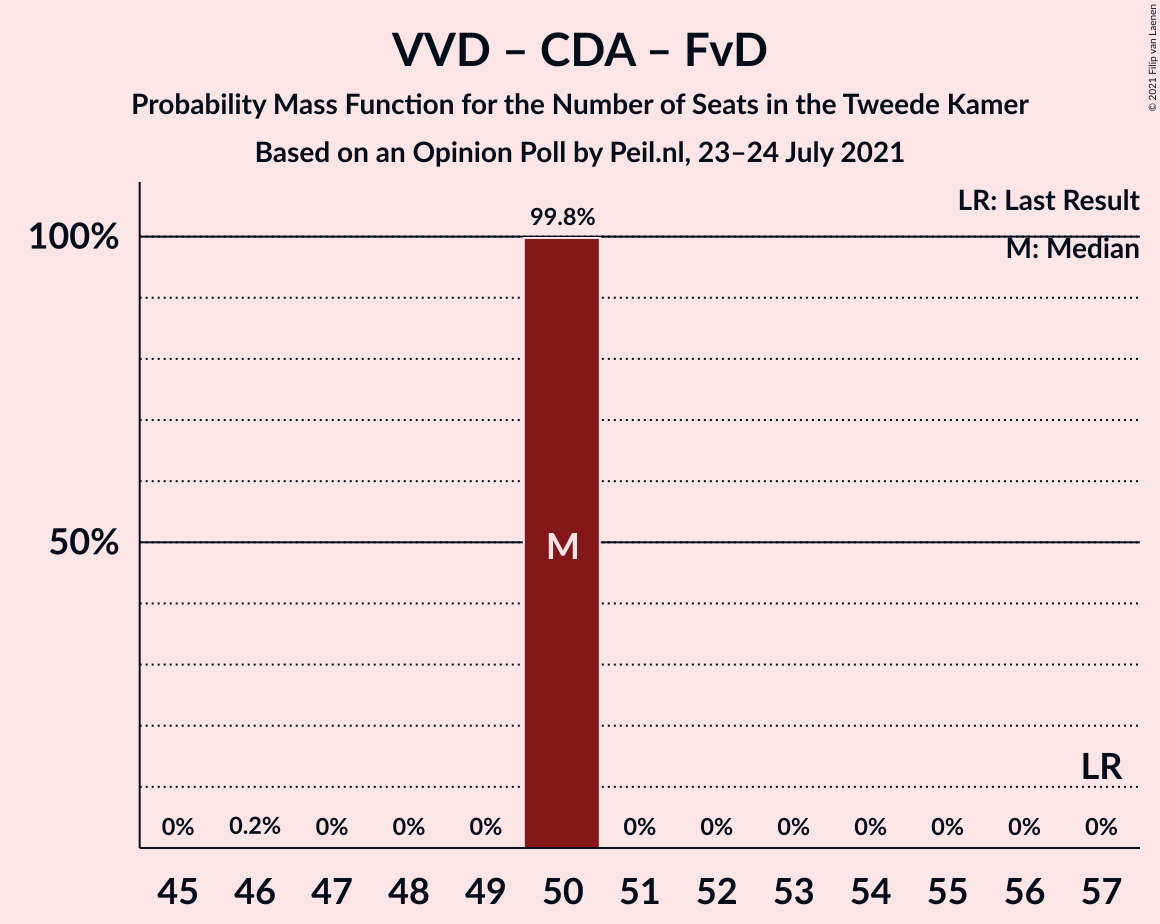 VVD – CDA – FvD
Probability Mass Function for the Number of Seats in the Tweede Kamer
Based on an Opinion Poll by Peil.nl, 23–24 July 2021
© 2021 Filip van Laenen
LR: Last Result
M: Median
99.8%
100%
50%
M
LR
0% 0.2% 0% 0% 0% 0% 0% 0% 0% 0% 0% 0%
45 46 47 48 49 50 51 52 53 54 55 56 57